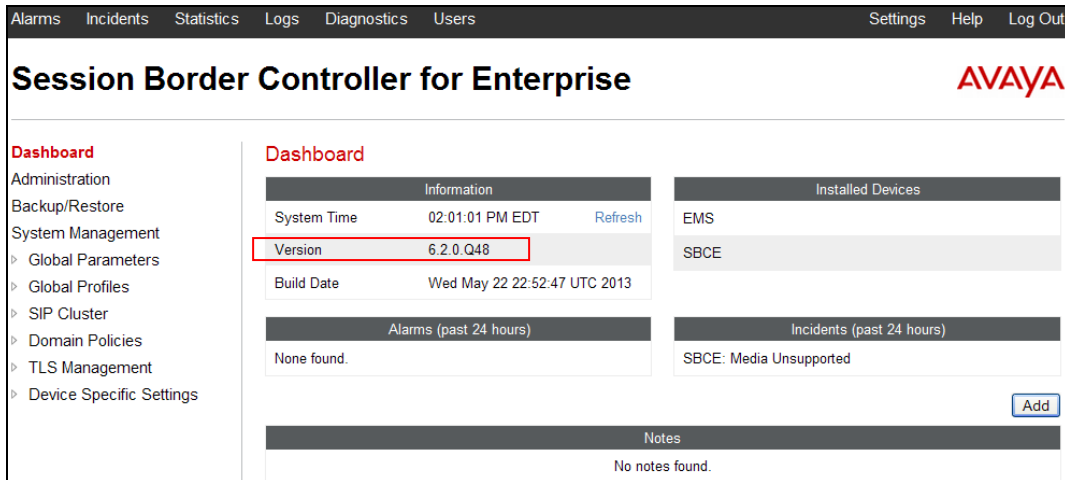 Alarms Incidents Statistics Logs Diagnostics Users Settings Help Log Out
Session Border Controller for Enterprise
AVAYA
Dashboard
Administration
Backup/Restore
System Management
Global Parameters
Global Profiles
SIP Cluster
Domain Policies
TLS Management
Device Specific Settings
Dashboard
Information
System Time 02:01:01 PM EDT Refresh
Version 6.2.0.Q48
Build Date Wed May 22 22:52:47 UTC 2013
Installed Devices
EMS
SBCE
Alarms (past 24 hours)
None found.
Incidents (past 24 hours)
SBCE: Media Unsupported
Add
Notes
No notes found.